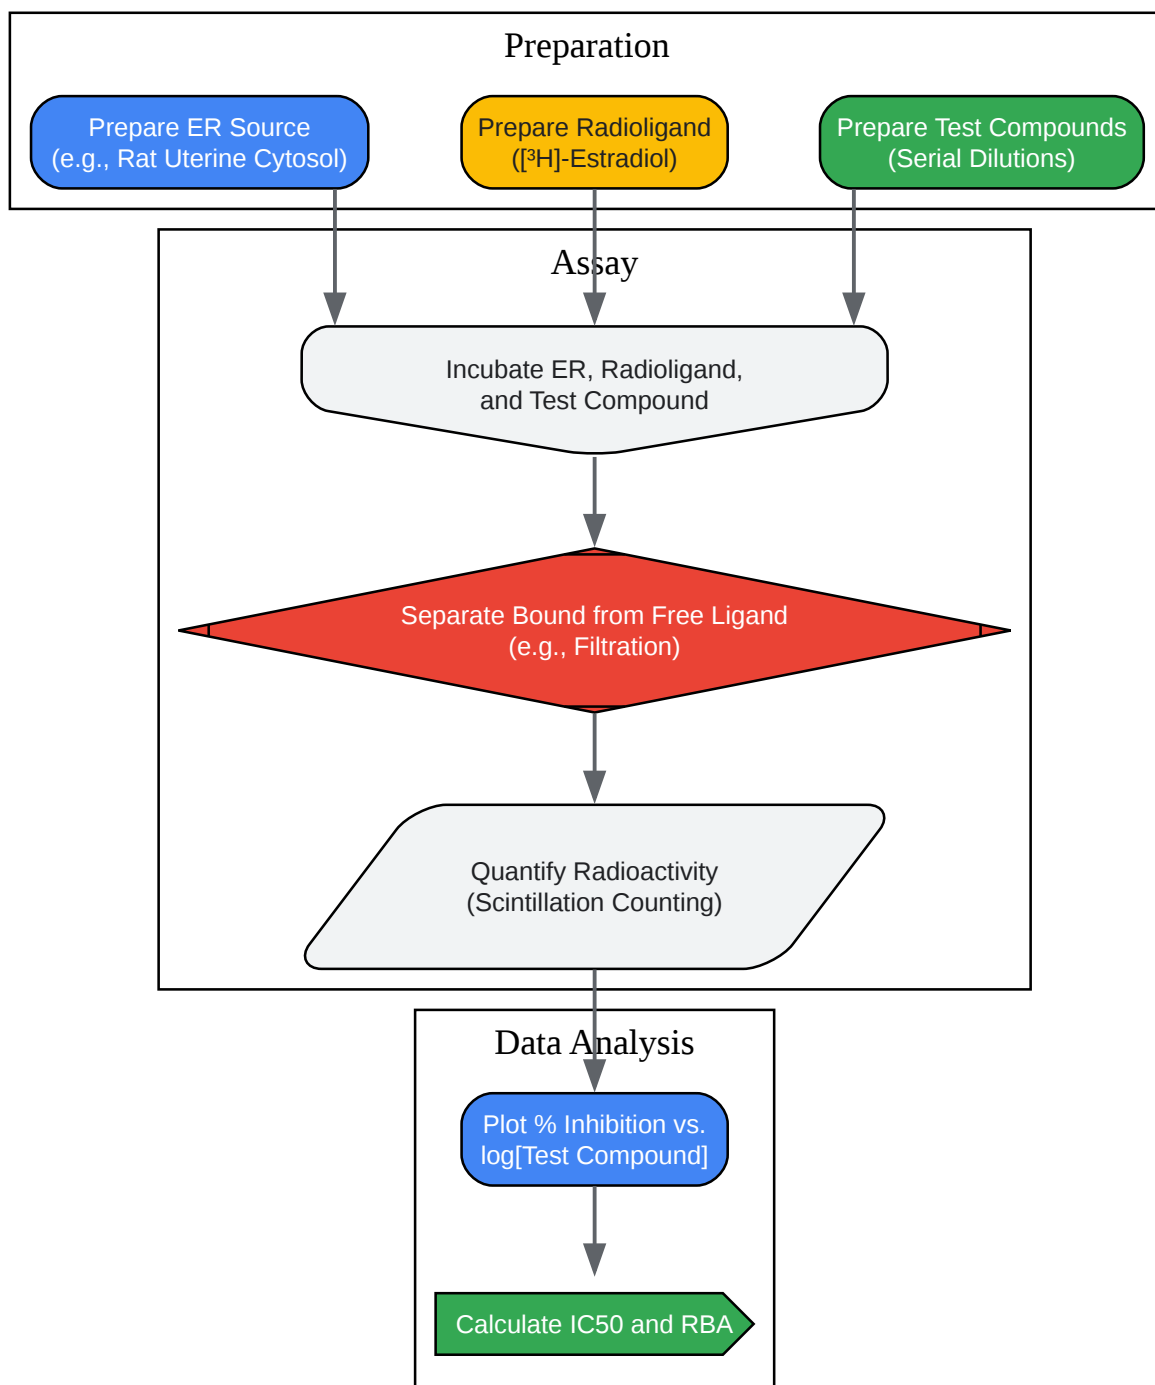 Preparation
Prepare ER Source
(e.g., Rat Uterine Cytosol)
Prepare Radioligand
([³H]-Estradiol)
Prepare Test Compounds
(Serial Dilutions)
Assay
Incubate ER, Radioligand,
and Test Compound
Separate Bound from Free Ligand
(e.g., Filtration)
Quantify Radioactivity
(Scintillation Counting)
Data Analysis
Plot % Inhibition vs.
log[Test Compound]
Calculate IC50 and RBA